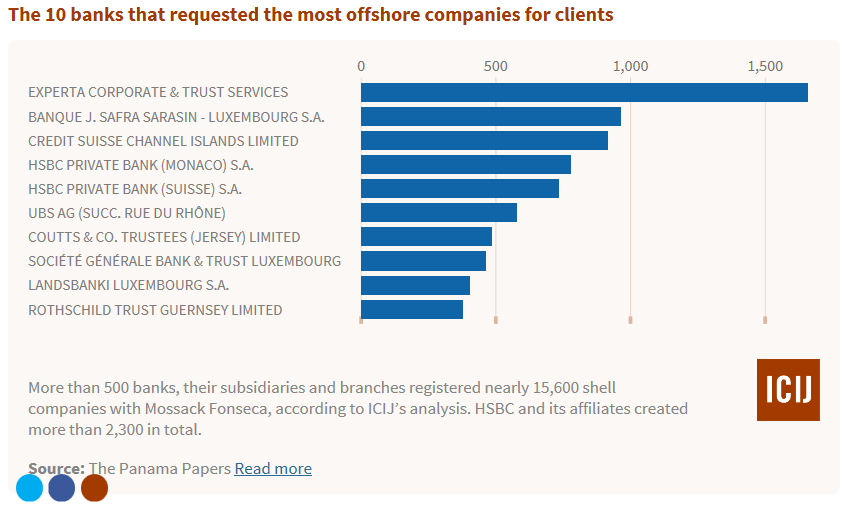 The 10 banks that requested the most offshore companies for clients
0 500 1,000 1,500
EXPERTA CORPORATE & TRUST SERVICES
BANQUE J. SAFRA SARASIN - LUXEMBOURG S.A.
CREDIT SUISSE CHANNEL ISLANDS LIMITED
HSBC PRIVATE BANK (MONACO) S.A.
HSBC PRIVATE BANK (SUISSE) S.A.
UBS AG (SUCC. RUE DU RHÔNE)
COUTTS & CO. TRUSTEES (JERSEY) LIMITED
SOCIÉTÉ GÉNÉRALE BANK & TRUST LUXEMBOURG
LANDSBANKI LUXEMBOURG S.A.
ROTHSCHILD TRUST GUERNSEY LIMITED
More than 500 banks, their subsidiaries and branches registered nearly 15,600 shell
companies with Mossack Fonseca, according to ICIJ’s analysis. HSBC and its affiliates created
more than 2,300 in total.
ICIJ
Source: The Panama Papers Read more